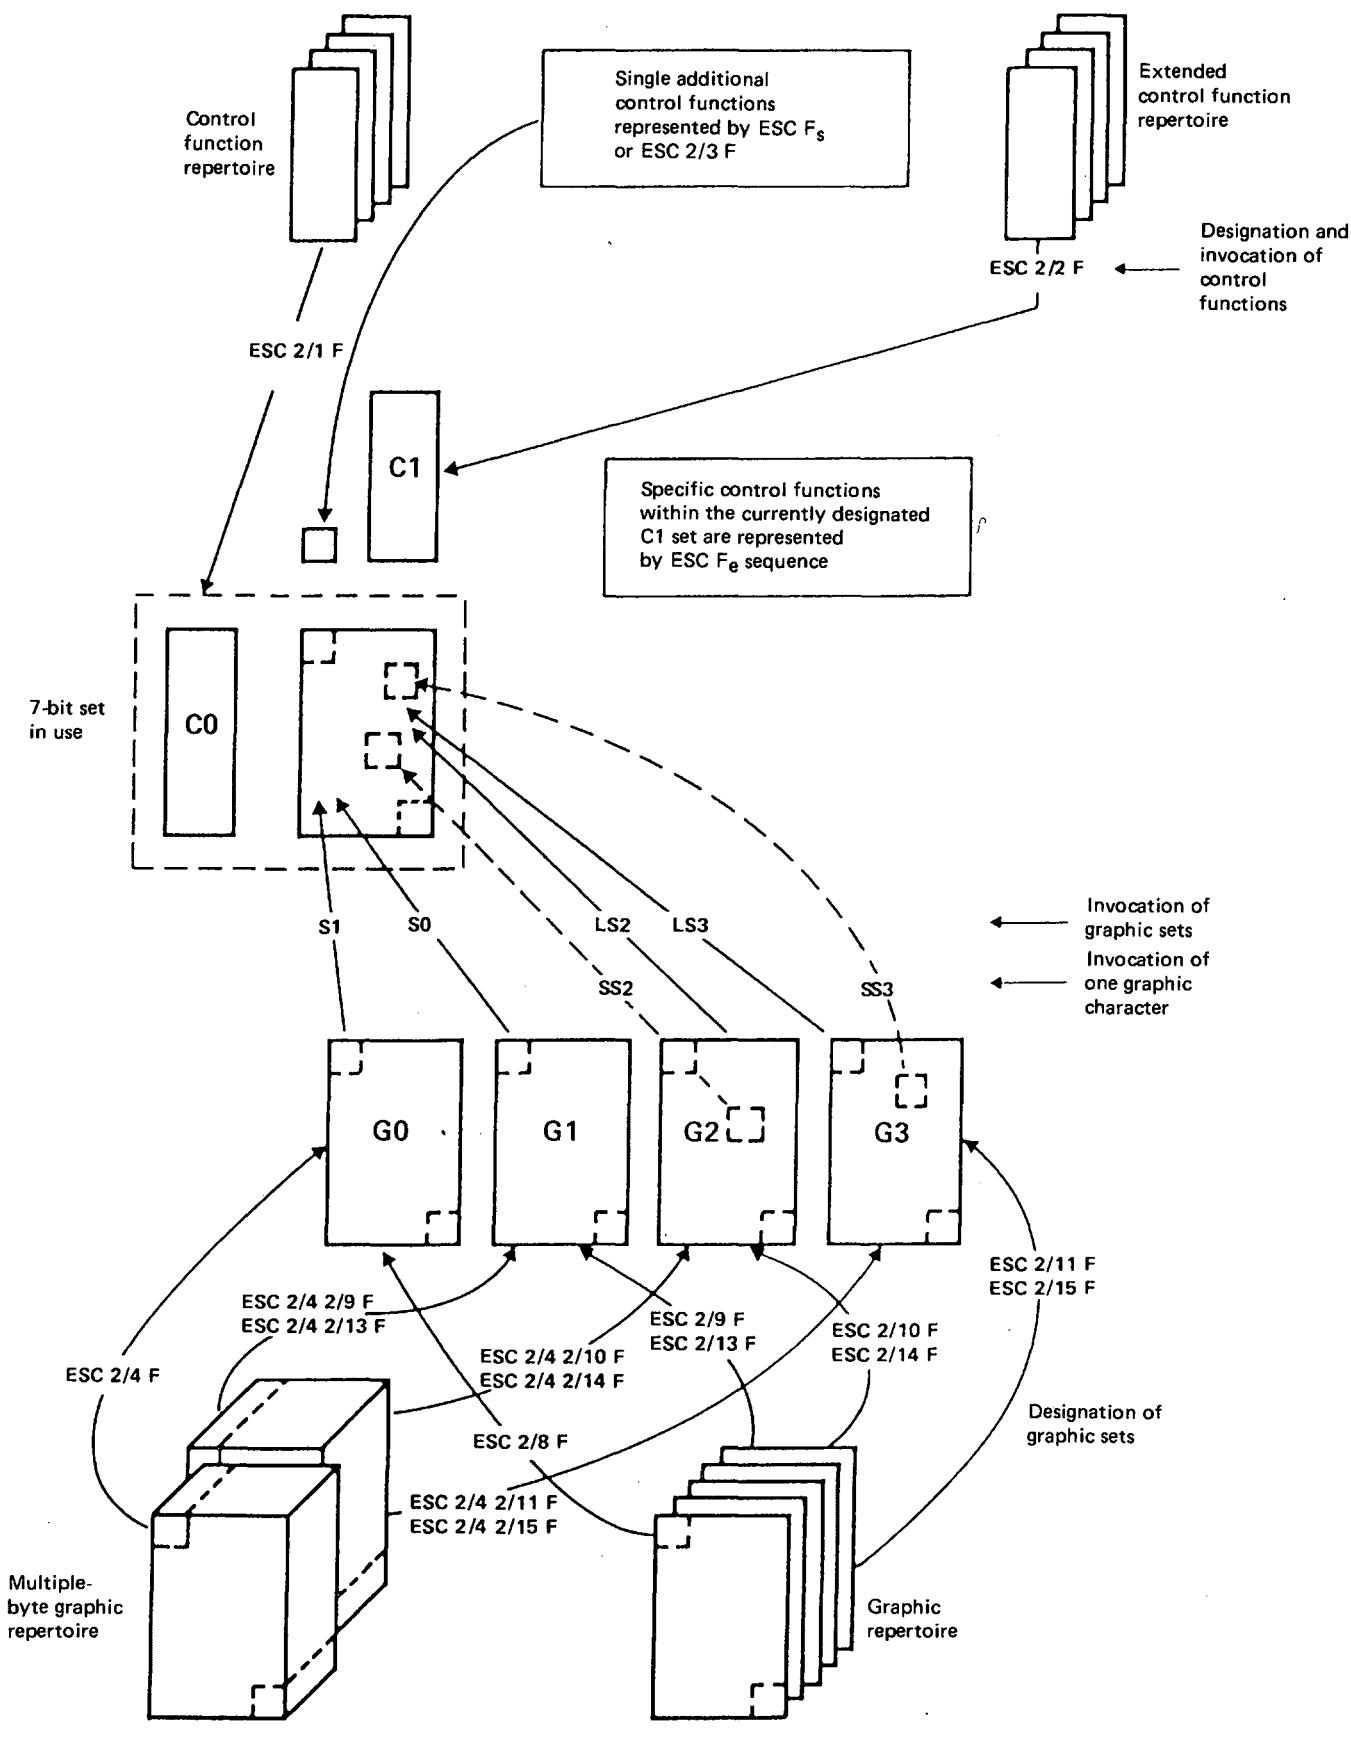 Control
function
repertoire
Single additional
control functions
represented by ESC Fs
or ESC 2/3 F
Extended
control function
repertoire
Designation and
invocation of
control
functions
ESC 2/2 F
ESC 2/1 F
C1
Specific control functions
within the currently designated
C1 set are represented
by ESC Fe sequence
7-bit set
in use
C0
S1
S0
LS2
LS3
Invocation of
graphic sets
SS2
SS3
Invocation of
one graphic
character
G0
G1
G2
G3
ESC 2/4 2/9 F
ESC 2/4 2/13 F
ESC 2/9 F
ESC 2/13 F
ESC 2/10 F
ESC 2/14 F
ESC 2/11 F
ESC 2/15 F
ESC 2/4 F
ESC 2/4 2/10 F
ESC 2/4 2/14 F
ESC 2/8 F
Designation of
graphic sets
ESC 2/4 2/11 F
ESC 2/4 2/15 F
Multiple-
byte graphic
repertoire
Graphic
repertoire